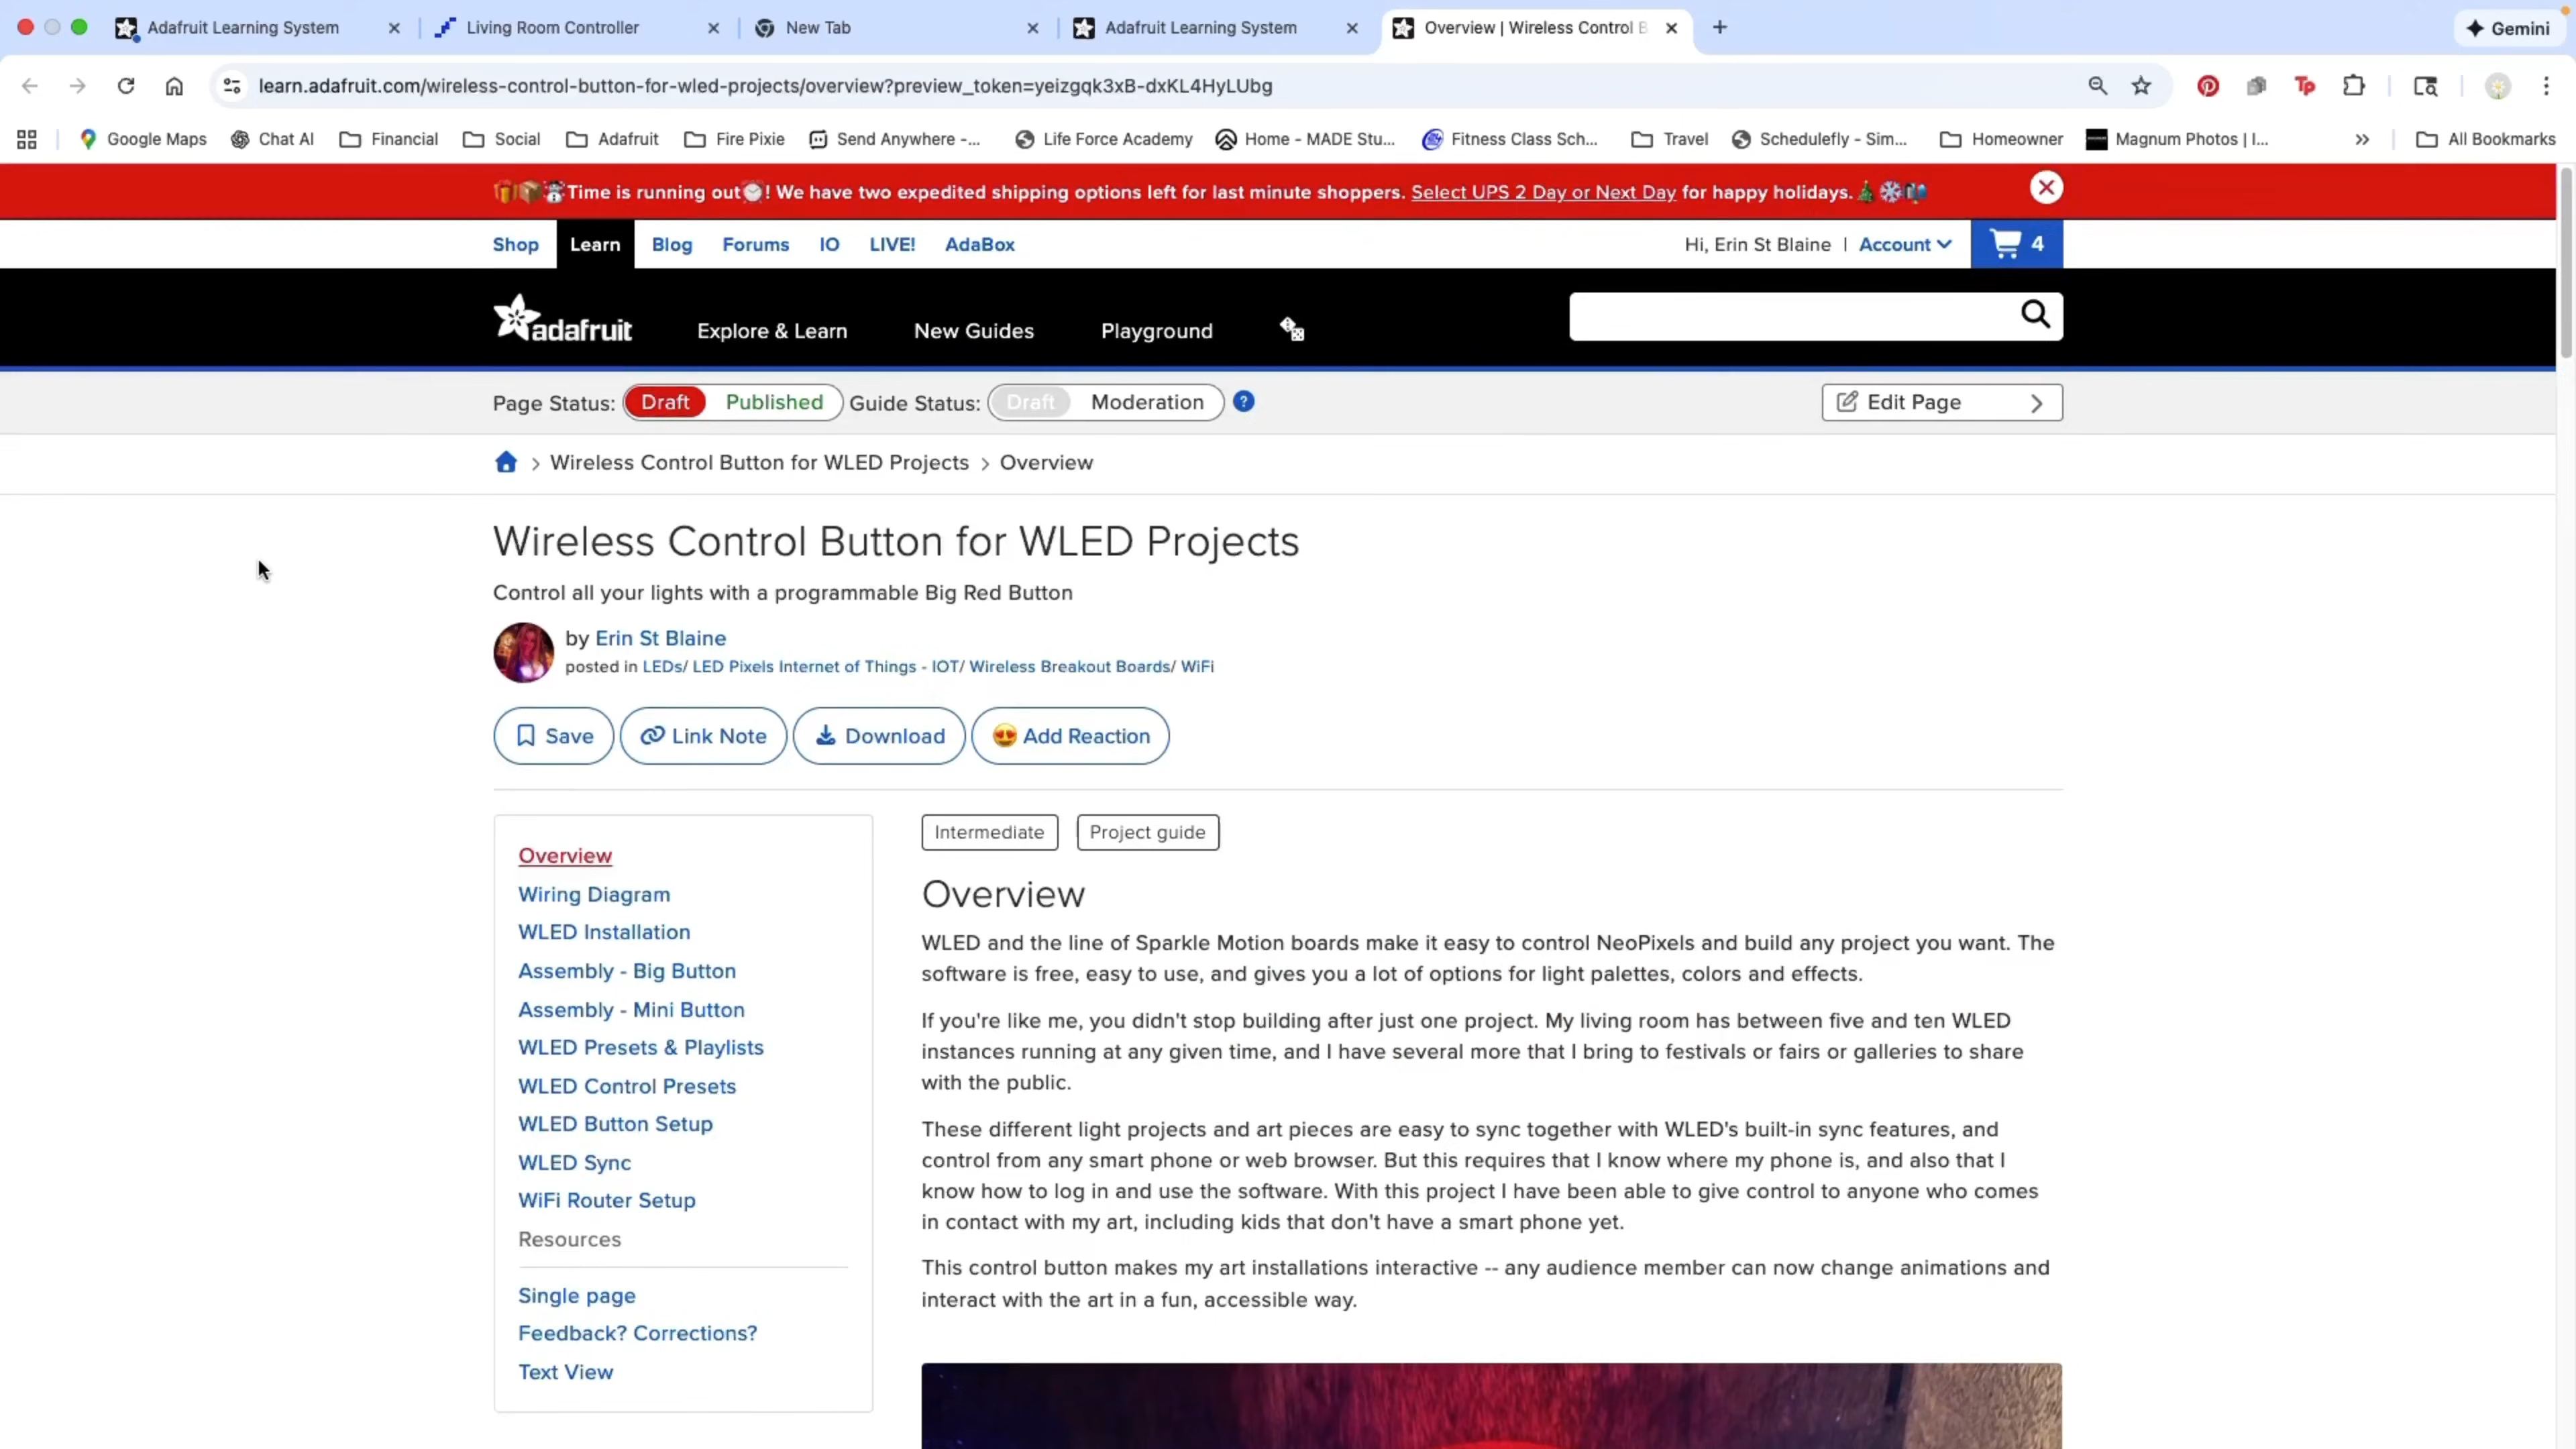 Adafruit Learning System
Living Room Controller
New Tab
Adafruit Learning System
Overview | Wireless Control B
Gemini
learn.adafruit.com/wireless-control-button-for-wled-projects/overview?preview_token=yeizgqk3xB-dxKL4HyLUbg
Google Maps
Chat AI
Financial
Social
Adafruit
Fire Pixie
Send Anywhere -...
Life Force Academy
Home - MADE Stu...
Fitness Class Sch...
Travel
Schedulefly - Sim...
Homeowner
Magnum Photos | I...
All Bookmarks
Time is running out! We have two expedited shipping options left for last minute shoppers. Select UPS 2 Day or Next Day for happy holidays.
Shop Learn Blog Forums IO LIVE! AdaBox
Hi, Erin St Blaine | Account 4
adafruit
Explore & Learn New Guides Playground
Page Status: Draft Published Guide Status: Draft Moderation ?
Edit Page
Wireless Control Button for WLED Projects > Overview
Wireless Control Button for WLED Projects
Control all your lights with a programmable Big Red Button
by Erin St Blaine
posted in LEDs/ LED Pixels Internet of Things - IOT/ Wireless Breakout Boards/ WiFi
Save Link Note Download Add Reaction
Overview
Wiring Diagram
WLED Installation
Assembly - Big Button
Assembly - Mini Button
WLED Presets & Playlists
WLED Control Presets
WLED Button Setup
WLED Sync
WiFi Router Setup
Resources
Single page
Feedback? Corrections?
Text View
Intermediate Project guide
Overview
WLED and the line of Sparkle Motion boards make it easy to control NeoPixels and build any project you want. The
software is free, easy to use, and gives you a lot of options for light palettes, colors and effects.
If you're like me, you didn't stop building after just one project. My living room has between five and ten WLED
instances running at any given time, and I have several more that I bring to festivals or fairs or galleries to share
with the public.
These different light projects and art pieces are easy to sync together with WLED's built-in sync features, and
control from any smart phone or web browser. But this requires that I know where my phone is, and also that I
know how to log in and use the software. With this project I have been able to give control to anyone who comes
in contact with my art, including kids that don't have a smart phone yet.
This control button makes my art installations interactive -- any audience member can now change animations and
interact with the art in a fun, accessible way.